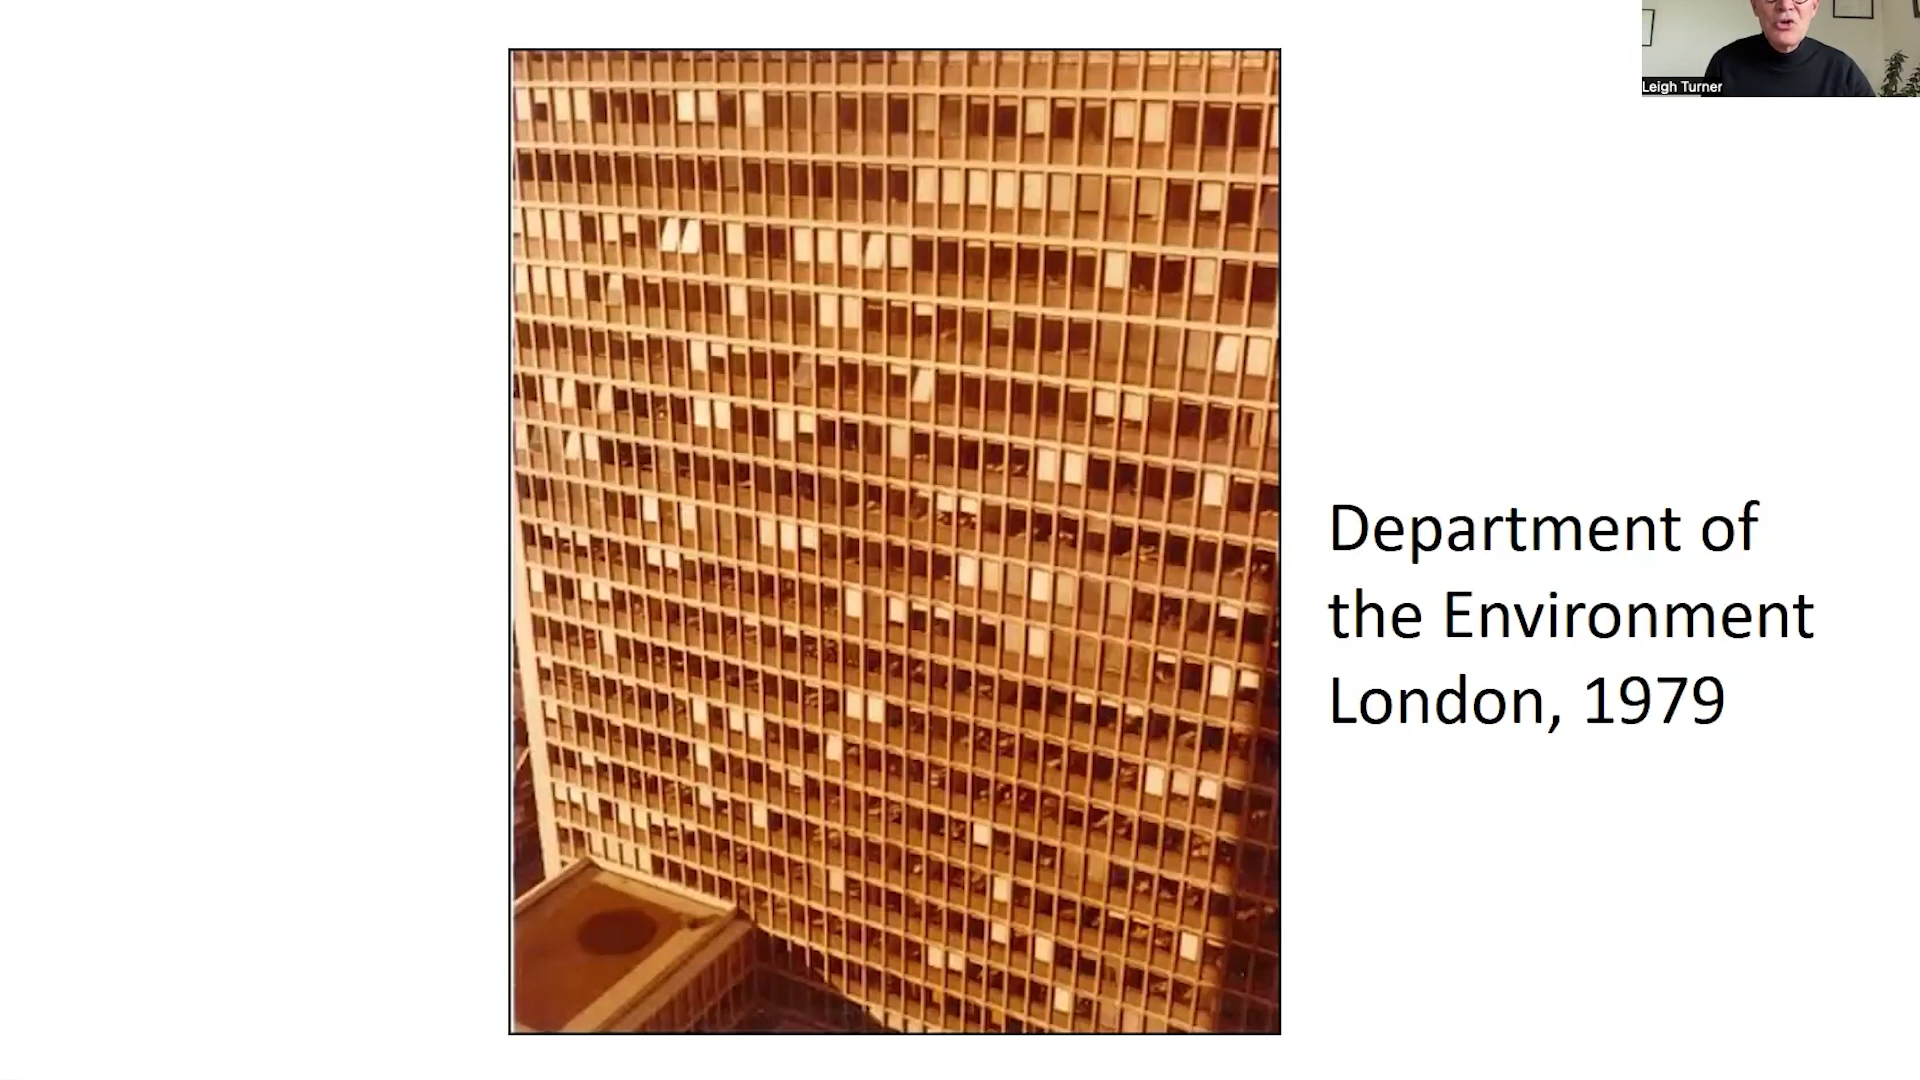 Leigh Turner
Department of
the Environment
London, 1979